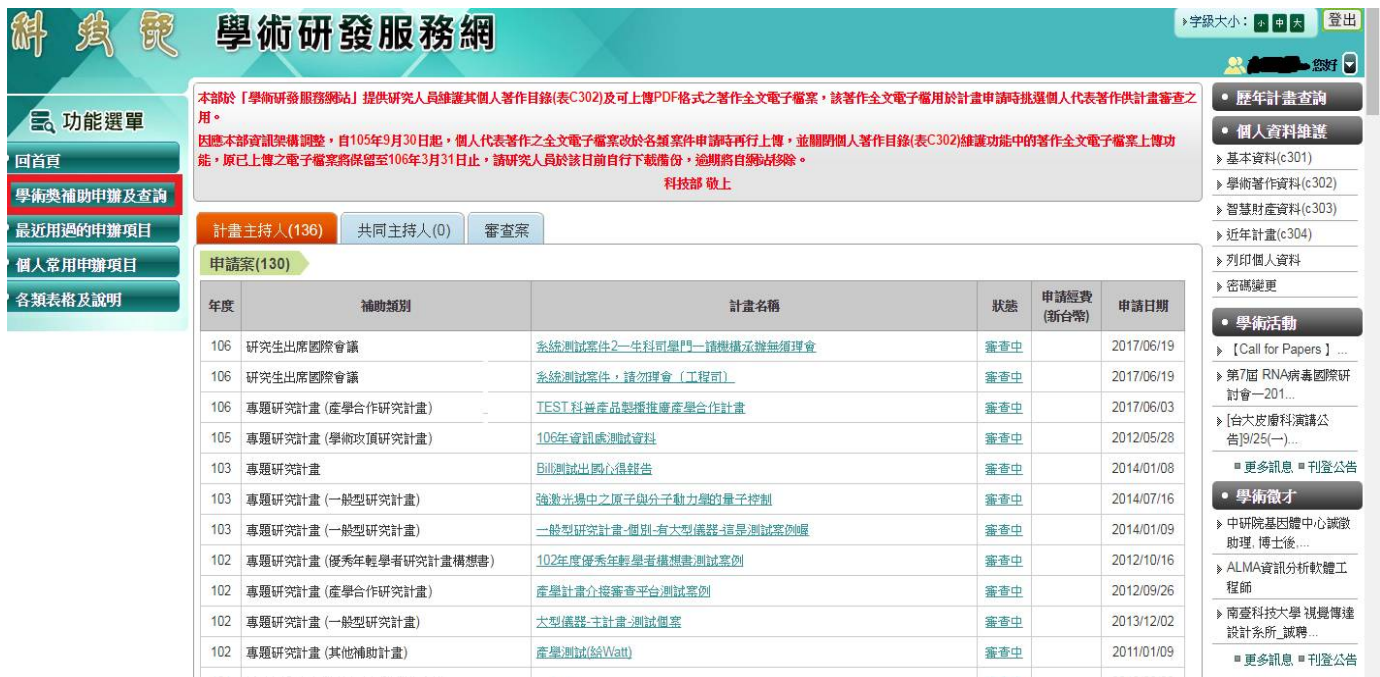 科技部 學術研發服務網
字級大小： 小 中 大 登出
您好
功能選單
回首頁
學術獎補助申辦及查詢
最近用過的申辦項目
個人常用申辦項目
各類表格及說明
本部於「學術研發服務網站」提供研究人員維護其個人著作目錄(表C302)及可上傳PDF格式之著作全文電子檔案，該著作全文電子檔用於計畫申請時挑選個人代表著作供計畫審查之
用。
因應本部資訊架構調整，自105年9月30日起，個人代表著作之全文電子檔案改於各類案件申請時再行上傳，並關閉個人著作目錄(表C302)維護功能中的著作全文電子檔案上傳功
能，原已上傳之電子檔案將保留至106年3月31日止，請研究人員於該日前自行下載備份，逾期將自網站移除。
科技部 敬上
計畫主持人(136) 共同主持人(0) 審查案
申請案(130)
年度 補助類別 計畫名稱 狀態 申請經費(新台幣) 申請日期
106 研究生出席國際會議 系統測試案件2—生科司學門—請機構承辦無須理會 審查中 2017/06/19
106 研究生出席國際會議 系統測試案件，請勿理會（工程司） 審查中 2017/06/19
106 專題研究計畫 (產學合作研究計畫) TEST 科普產品製播推廣產學合作計畫 審查中 2017/06/03
105 專題研究計畫 (學術攻頂研究計畫) 106年資訊處測試資料 審查中 2012/05/28
103 專題研究計畫 Bill測試出國心得報告 審查中 2014/01/08
103 專題研究計畫 (一般型研究計畫) 強激光場中之原子與分子動力學的量子控制 審查中 2014/07/16
103 專題研究計畫 (一般型研究計畫) 一般型研究計畫-個別-有大型儀器-這是測試案例喔 審查中 2014/01/09
102 專題研究計畫 (優秀年輕學者研究計畫構想書) 102年度優秀年輕學者構想書測試案例 審查中 2012/10/16
102 專題研究計畫 (產學合作研究計畫) 產學計畫介接審查平台測試案例 審查中 2012/09/26
102 專題研究計畫 (一般型研究計畫) 大型儀器-主計畫-測試個案 審查中 2013/12/02
102 專題研究計畫 (其他補助計畫) 產學測試(給Watt) 審查中 2011/01/09
歷年計畫查詢
個人資料維護
基本資料(c301)
學術著作資料(c302)
智慧財產資料(c303)
近年計畫(c304)
列印個人資料
密碼變更
學術活動
【Call for Papers 】...
第7屆 RNA病毒國際研
討會—201...
[台大皮膚科演講公
告]9/25(一)...
更多訊息 刊登公告
學術徵才
中研院基因體中心誠徵
助理, 博士後,...
ALMA資訊分析軟體工
程師
南臺科技大學 視覺傳達
設計系所_誠聘...
更多訊息 刊登公告